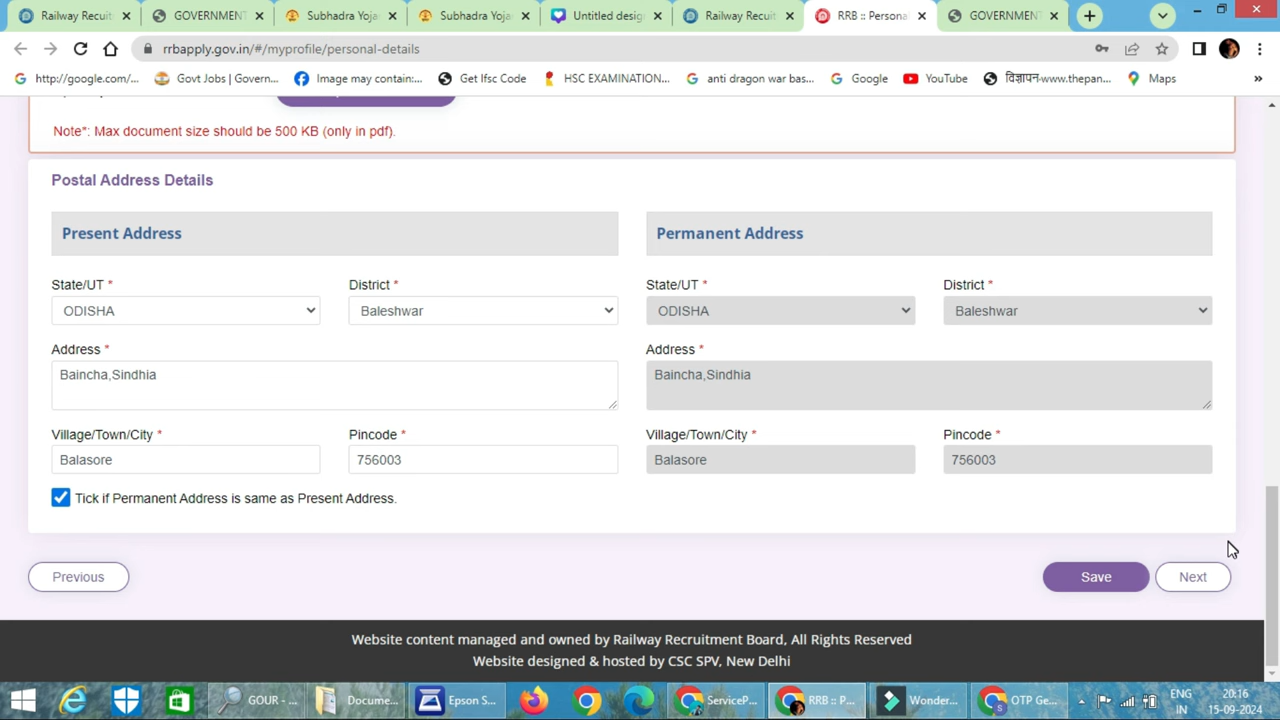 Railway Recruit
GOVERNMENT
Subhadra Yojan
Subhadra Yojan
Untitled desig
Railway Recruit
RRB :: Persona
GOVERNMENT
rrbapply.gov.in/#/myprofile/personal-details
http://google.com/...
Govt Jobs | Govern...
Image may contain:...
Get Ifsc Code
HSC EXAMINATION...
anti dragon war bas...
Google
YouTube
विज्ञापन-www.thepan...
Maps
»
Note*: Max document size should be 500 KB (only in pdf).
Postal Address Details
Present Address
Permanent Address
State/UT *
District *
State/UT *
District *
ODISHA
Baleshwar
ODISHA
Baleshwar
Address *
Address *
Baincha,Sindhia
Baincha,Sindhia
Village/Town/City *
Pincode *
Village/Town/City *
Pincode *
Balasore
756003
Balasore
756003
Tick if Permanent Address is same as Present Address.
Previous
Save
Next
Website content managed and owned by Railway Recruitment Board, All Rights Reserved
Website designed & hosted by CSC SPV, New Delhi
GOUR - ...
Docume...
Epson S...
ServiceP...
RRB :: P...
Wonder...
OTP Ge...
ENG
IN
20:16
15-09-2024